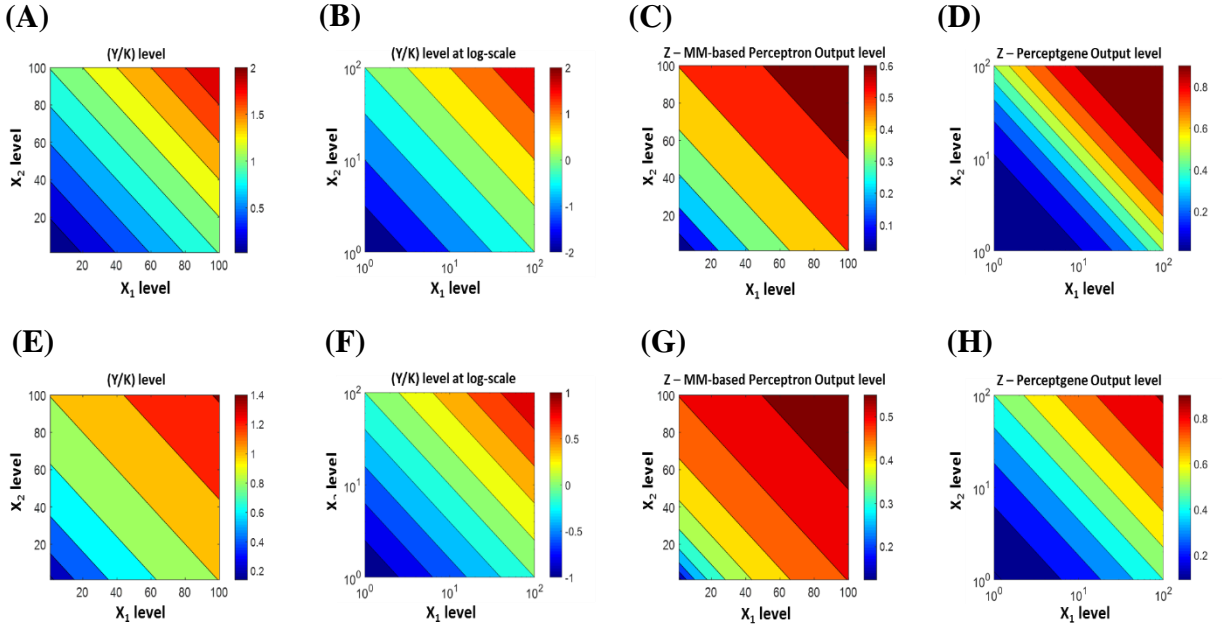 (A)
(Y/K) level
X2 level
100
80
60
40
20
20 40 60 80 100
X1 level
2
1.5
1
0.5
(B)
(Y/K) level at log-scale
X2 level
10^2
10^1
10^0
10^0 10^1 10^2
X1 level
2
1
0
-1
-2
(C)
Z – MM-based Perceptron Output level
X2 level
100
80
60
40
20
20 40 60 80 100
X1 level
0.6
0.5
0.4
0.3
0.2
0.1
(D)
Z – Perceptgene Output level
X2 level
10^2
10^1
10^0
10^0 10^1 10^2
X1 level
0.8
0.6
0.4
0.2
(E)
(Y/K) level
X2 level
100
80
60
40
20
20 40 60 80 100
X1 level
1.4
1.2
1
0.8
0.6
0.4
0.2
(F)
(Y/K) level at log-scale
level
10^2
10^1
10^0
10^0 10^1 10^2
X1 level
1
0.5
0
-0.5
-1
(G)
Z – MM-based Perceptron Output level
X2 level
100
80
60
40
20
20 40 60 80 100
X1 level
0.5
0.4
0.3
0.2
(H)
Z – Perceptgene Output level
X2 level
10^2
10^1
10^0
10^0 10^1 10^2
X1 level
0.8
0.6
0.4
0.2